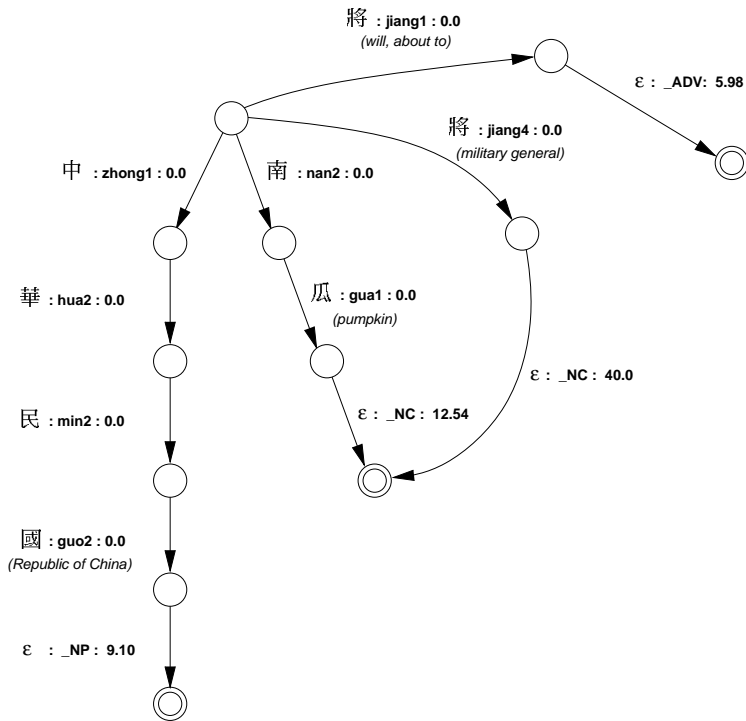 將 : jiang1 : 0.0
(will, about to)
ε : _ADV: 5.98
將 : jiang4 : 0.0
(military general)
中 : zhong1 : 0.0
南 : nan2 : 0.0
華 : hua2 : 0.0
瓜 : gua1 : 0.0
(pumpkin)
ε : _NC : 40.0
民 : min2 : 0.0
ε : _NC : 12.54
國 : guo2 : 0.0
(Republic of China)
ε : _NP : 9.10